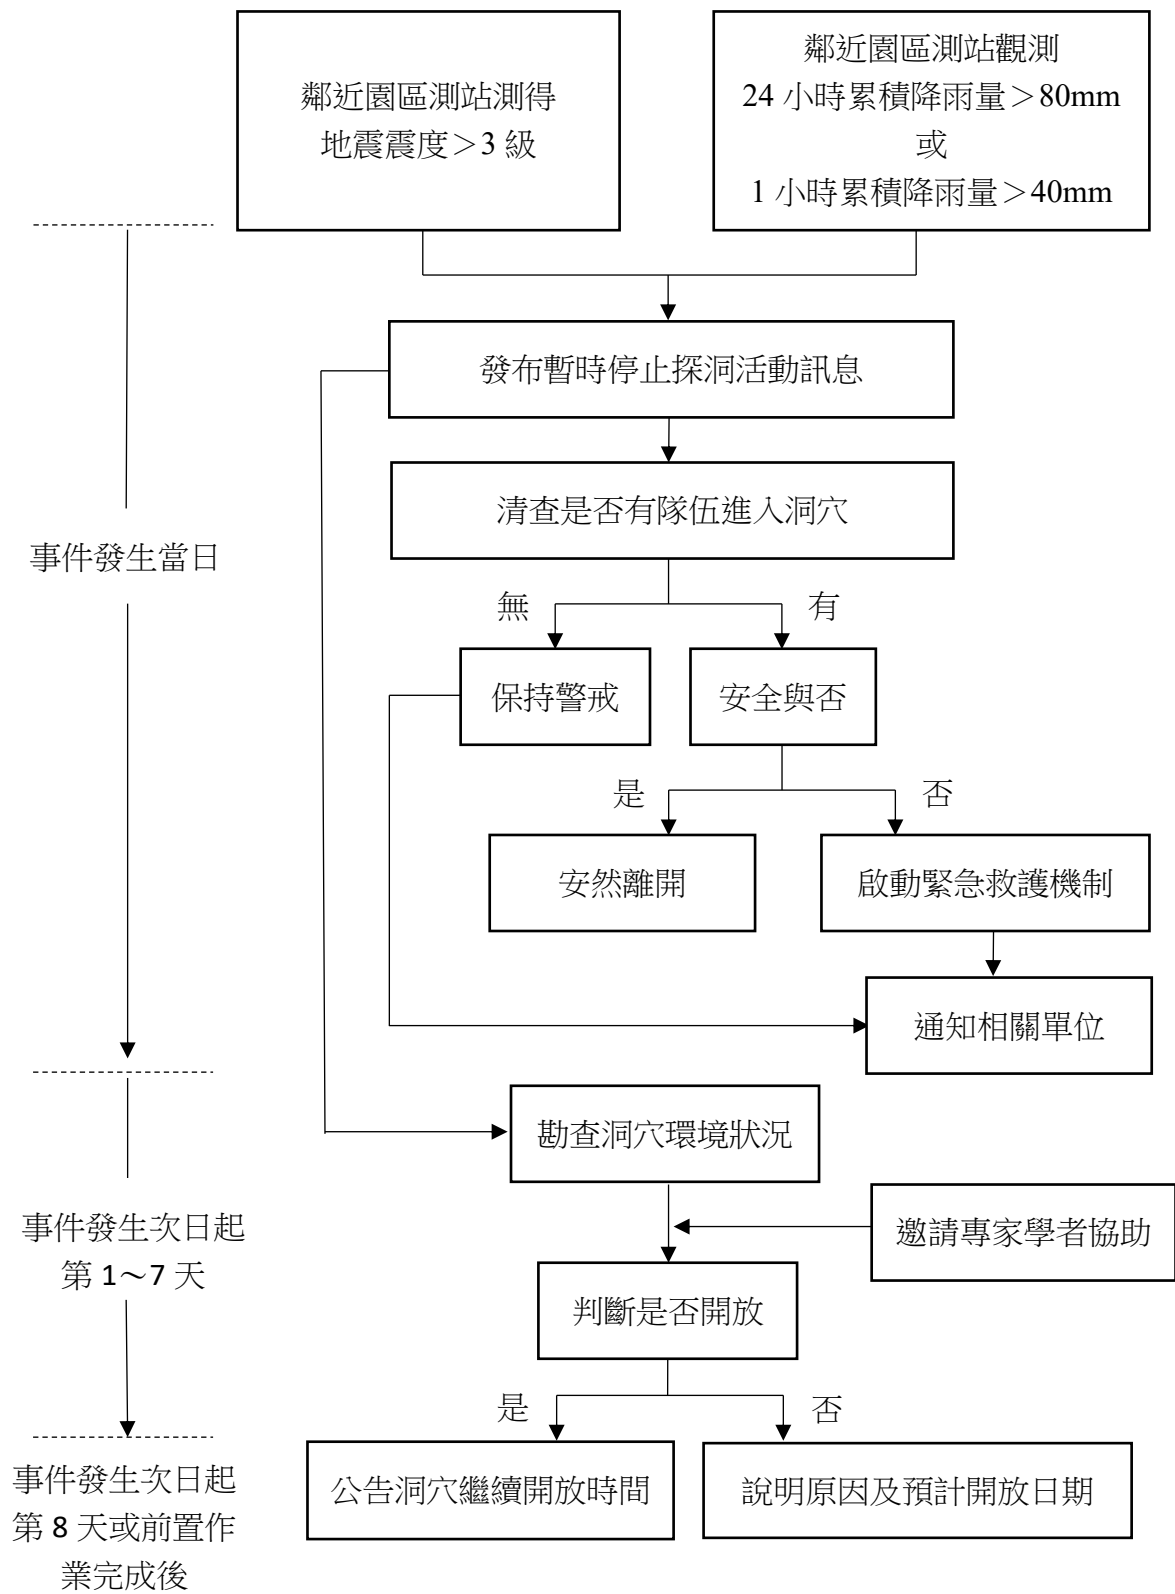 鄰近園區測站測得
地震震度＞3 級
鄰近園區測站觀測
24 小時累積降雨量＞80mm
或
1 小時累積降雨量＞40mm
發布暫時停止探洞活動訊息
清查是否有隊伍進入洞穴
事件發生當日
無
有
保持警戒
安全與否
是
否
安然離開
啟動緊急救護機制
通知相關單位
勘查洞穴環境狀況
事件發生次日起
第 1～7 天
邀請專家學者協助
判斷是否開放
是
否
事件發生次日起
第 8 天或前置作
業完成後
公告洞穴繼續開放時間
說明原因及預計開放日期